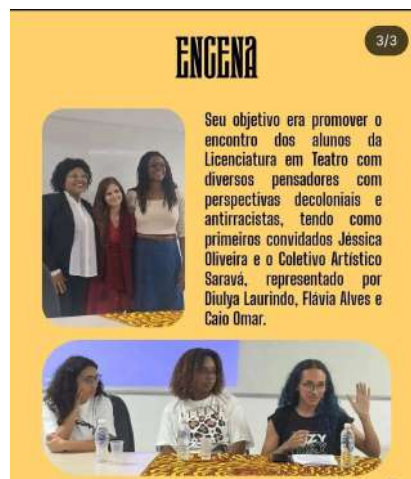 3/3
ENCENA
Seu objetivo era promover o
encontro dos alunos da
Licenciatura em Teatro com
diversos pensadores com
perspectivas decoloniais e
antirracistas, tendo como
primeiros convidados Jéssica
Oliveira e o Coletivo Artístico
Saravá, representado por
Diulya Laurindo, Flávia Alves e
Caio Omar.